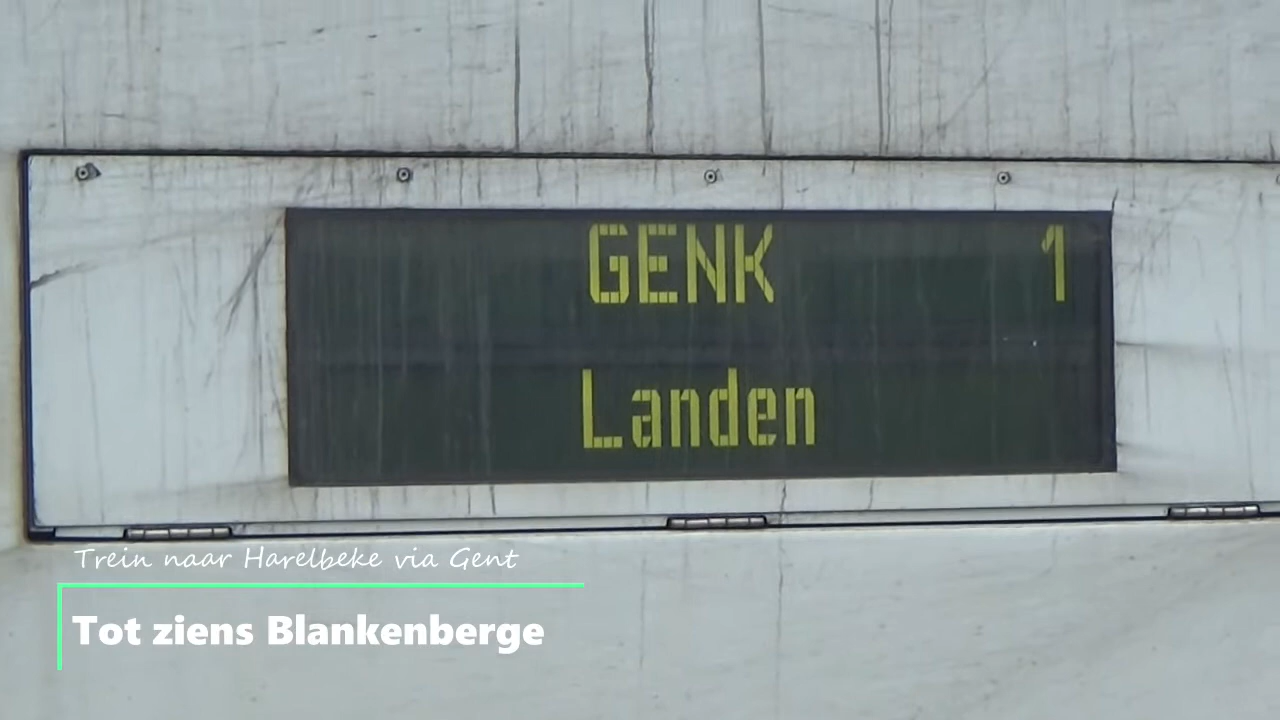 GENK 1
Landen
Trein naar Harelbeke via Gent
Tot ziens Blankenberge